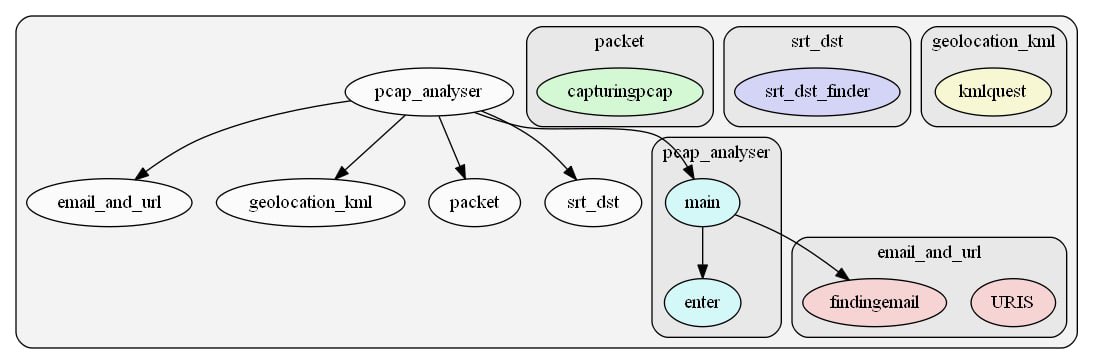 packet
srt_dst
geolocation_kml
pcap_analyser
capturingpcap
srt_dst_finder
kmlquest
pcap_analyser
email_and_url
geolocation_kml
packet
srt_dst
main
email_and_url
enter
findingemail
URIS